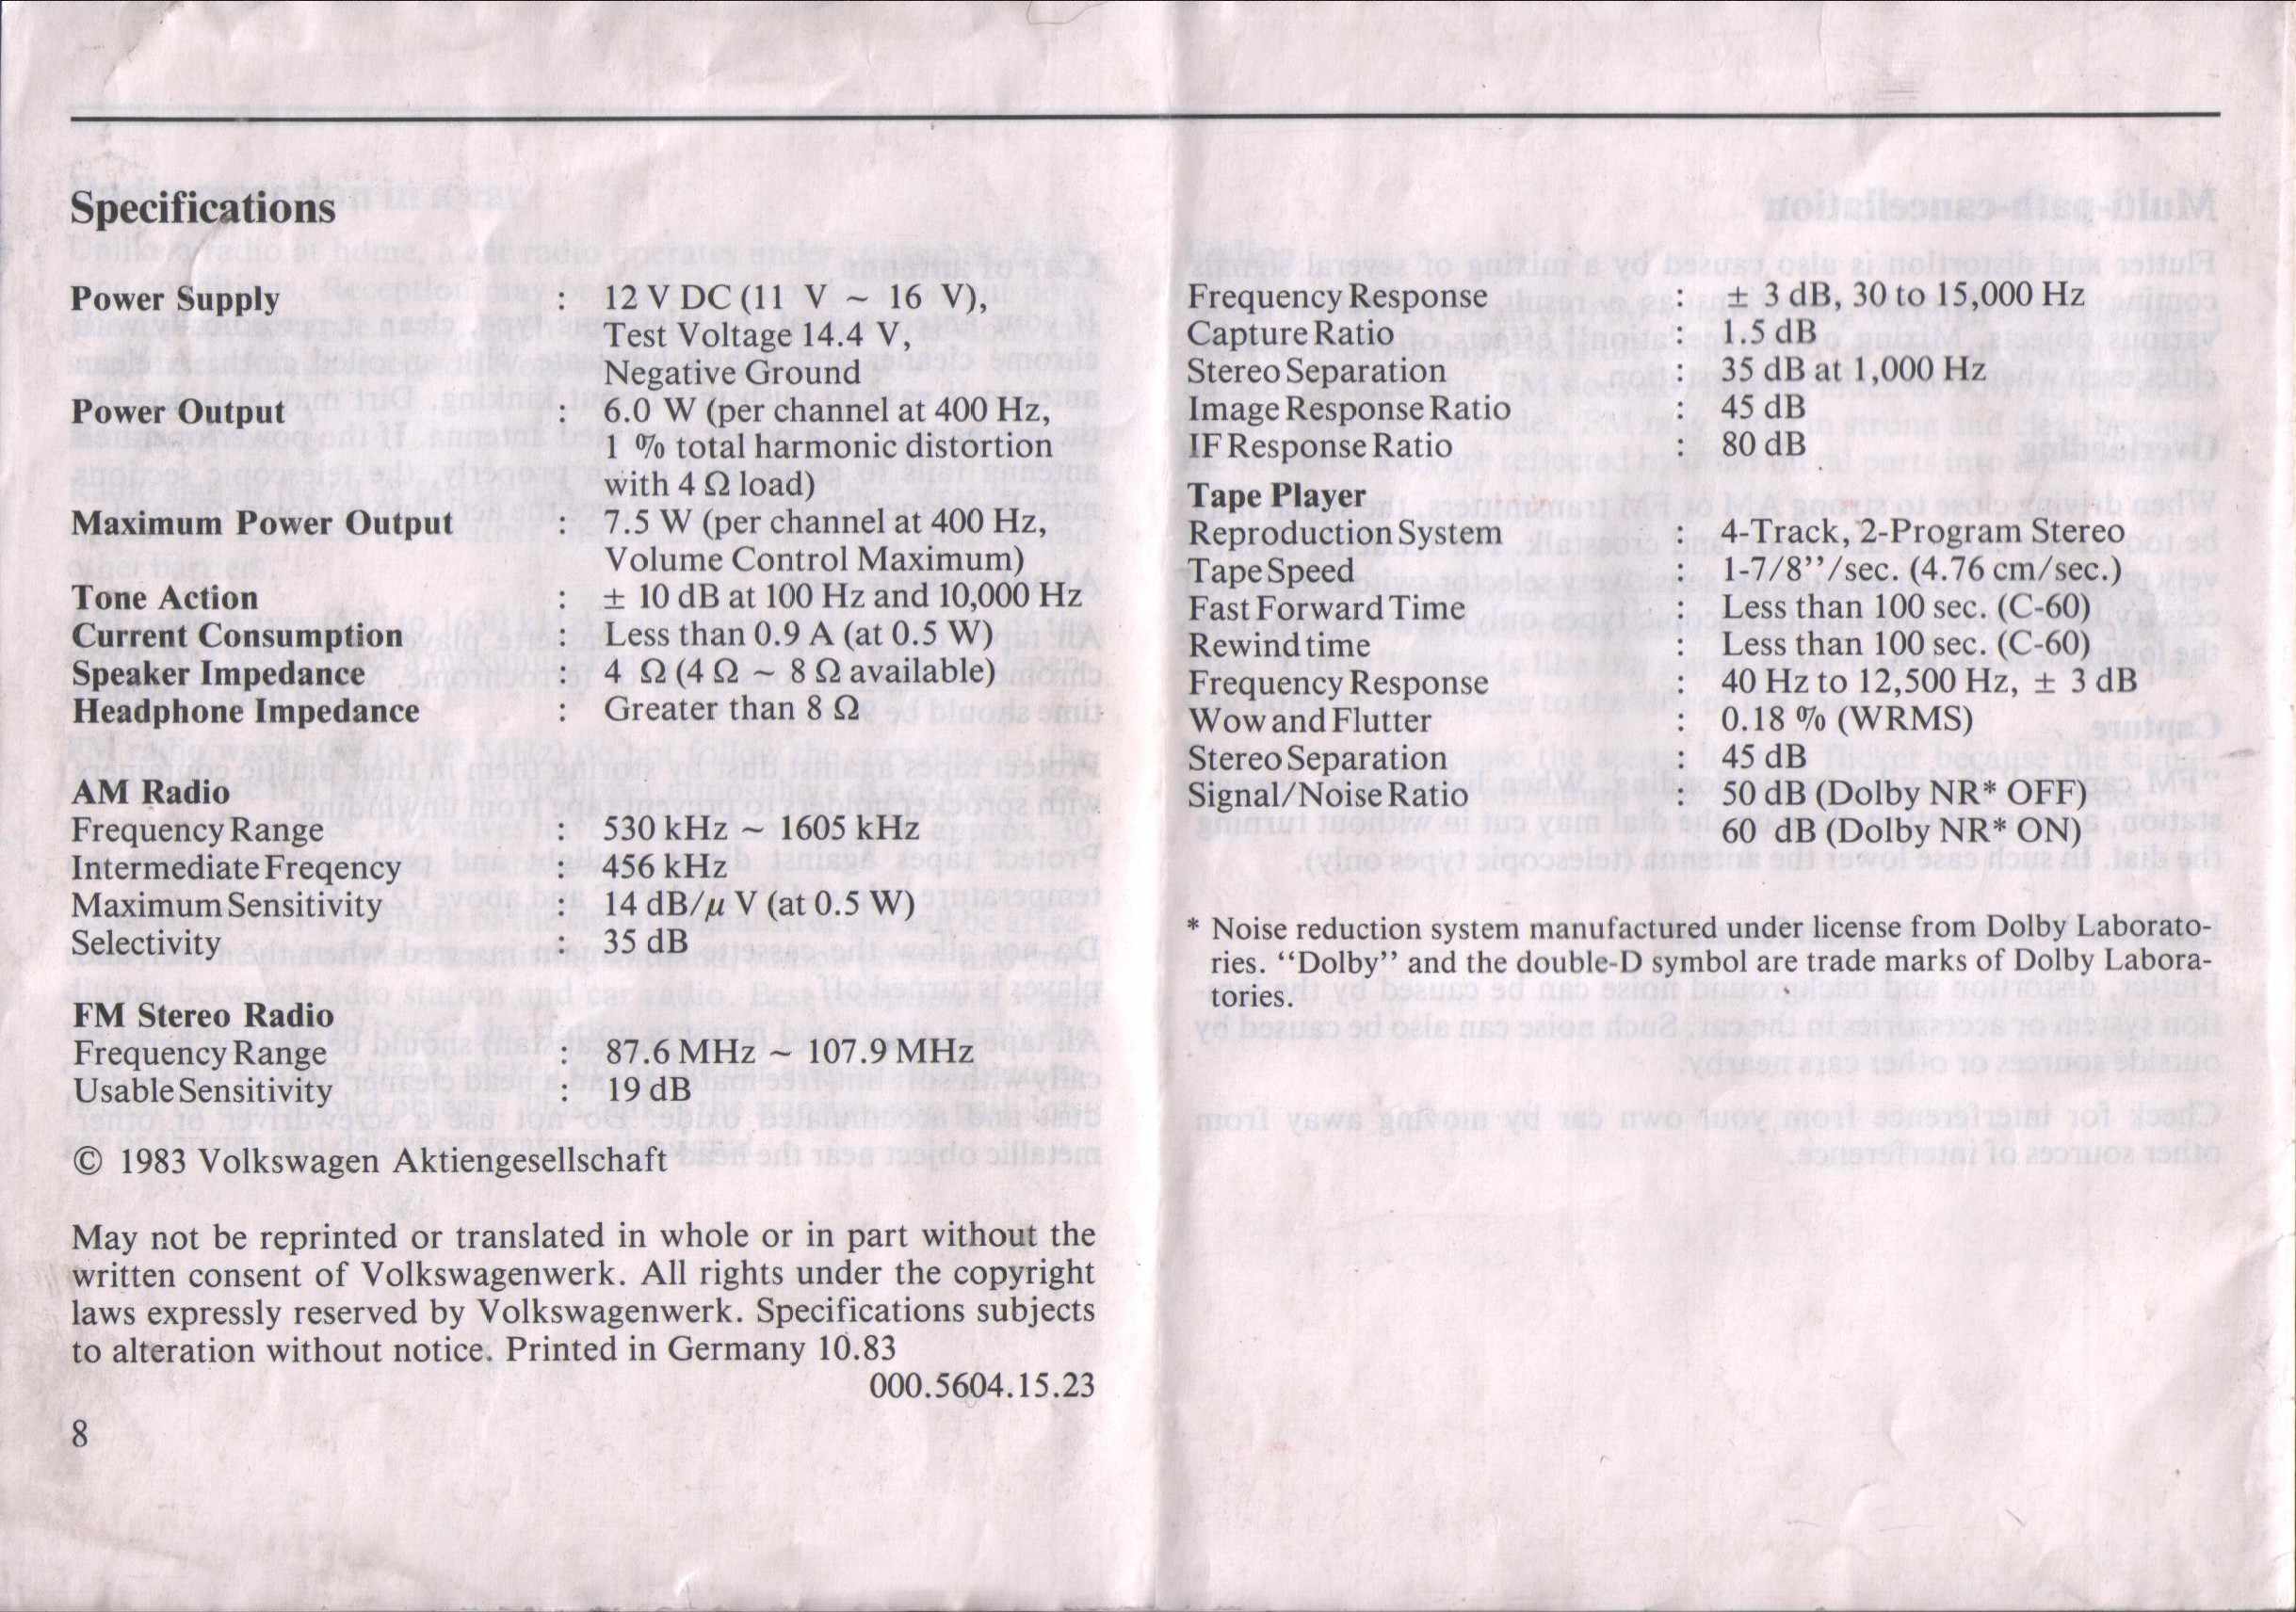 Specifications
Power Supply : 12 V DC (11 V ~ 16 V),
Test Voltage 14.4 V,
Negative Ground
Power Output : 6.0 W (per channel at 400 Hz,
1 % total harmonic distortion
with 4 Ω load)
Maximum Power Output : 7.5 W (per channel at 400 Hz,
Volume Control Maximum)
Tone Action : ± 10 dB at 100 Hz and 10,000 Hz
Current Consumption : Less than 0.9 A (at 0.5 W)
Speaker Impedance : 4 Ω (4 Ω ~ 8 Ω available)
Headphone Impedance : Greater than 8 Ω
AM Radio
Frequency Range : 530 kHz ~ 1605 kHz
Intermediate Freqency : 456 kHz
Maximum Sensitivity : 14 dB/μ V (at 0.5 W)
Selectivity : 35 dB
FM Stereo Radio
Frequency Range : 87.6 MHz ~ 107.9 MHz
Usable Sensitivity : 19 dB
© 1983 Volkswagen Aktiengesellschaft
May not be reprinted or translated in whole or in part without the
written consent of Volkswagenwerk. All rights under the copyright
laws expressly reserved by Volkswagenwerk. Specifications subjects
to alteration without notice. Printed in Germany 10.83
000.5604.15.23
8
Frequency Response : ± 3 dB, 30 to 15,000 Hz
Capture Ratio : 1.5 dB
Stereo Separation : 35 dB at 1,000 Hz
Image Response Ratio : 45 dB
IF Response Ratio : 80 dB
Tape Player
Reproduction System : 4-Track, 2-Program Stereo
Tape Speed : 1-7/8’’/sec. (4.76 cm/sec.)
Fast Forward Time : Less than 100 sec. (C-60)
Rewind time : Less than 100 sec. (C-60)
Frequency Response : 40 Hz to 12,500 Hz, ± 3 dB
Wow and Flutter : 0.18 % (WRMS)
Stereo Separation : 45 dB
Signal/Noise Ratio : 50 dB (Dolby NR* OFF)
60 dB (Dolby NR* ON)
* Noise reduction system manufactured under license from Dolby Laborato-
ries. “Dolby” and the double-D symbol are trade marks of Dolby Labora-
tories.